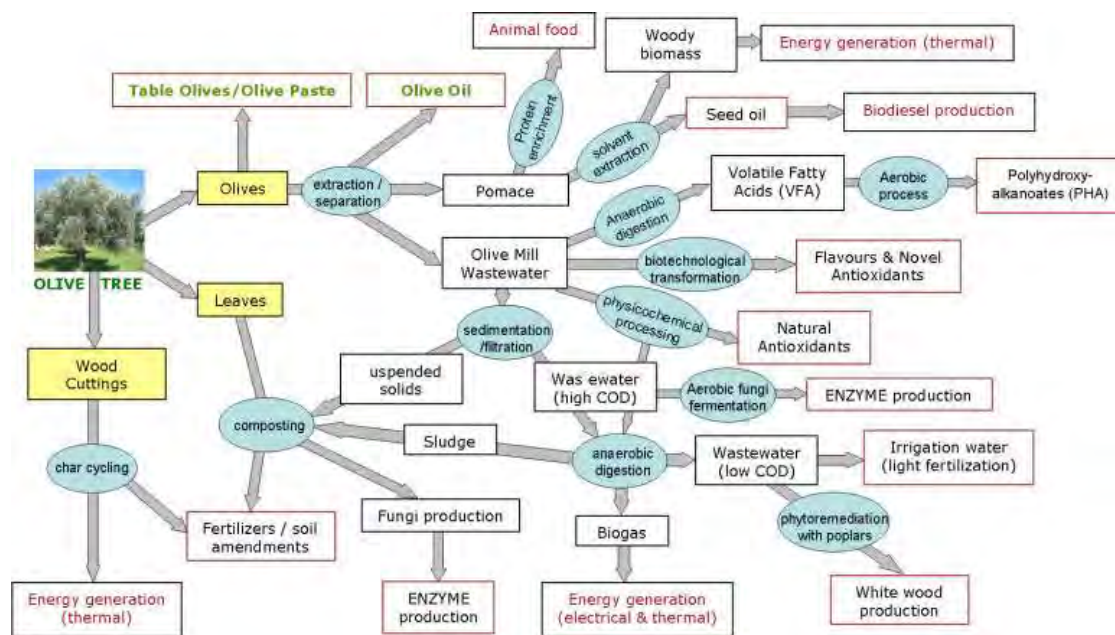 Animal food
Woody
biomass
Energy generation (thermal)
Table Olives/Olive Paste
Olive Oil
Protein
enrichment
solvent
extraction
Seed oil
Biodiesel production
Olives
extraction /
separation
Pomace
Anaerobic
digestion
Volatile Fatty
Acids (VFA)
Aerobic
process
Polyhydroxy-
alkanoates (PHA)
Olive Mill
Wastewater
biotechnological
transformation
Flavours & Novel
Antioxidants
OLIVE TREE
Leaves
physicochemical
processing
Natural
Antioxidants
sedimentation
/filtration
Wood
Cuttings
uspended
solids
Was ewater
(high COD)
Aerobic fungi
fermentation
ENZYME production
composting
Sludge
anaerobic
digestion
Wastewater
(low COD)
Irrigation water
(light fertilization)
char cycling
Fertilizers / soil
amendments
Fungi production
Biogas
phytoremediation
with poplars
Energy generation
(thermal)
ENZYME
production
Energy generation
(electrical & thermal)
White wood
production